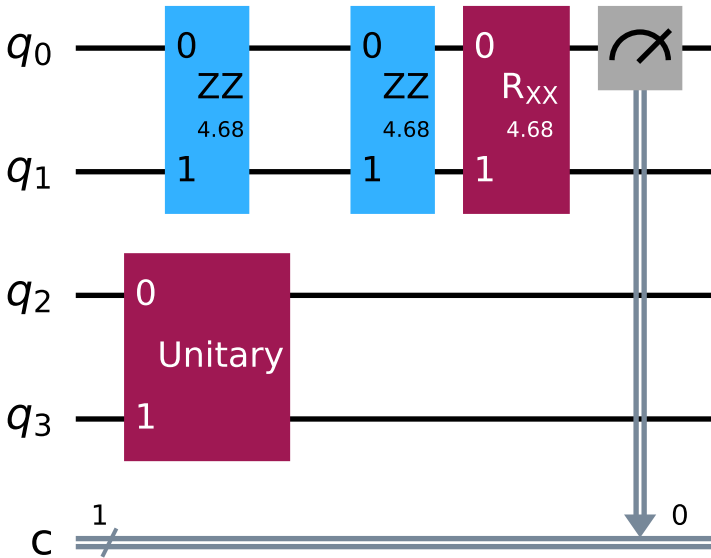 q0 0 0 0
ZZ ZZ RXX
4.68 4.68 4.68
q1 1 1 1
q2 0
Unitary
q3 1
1 0
c